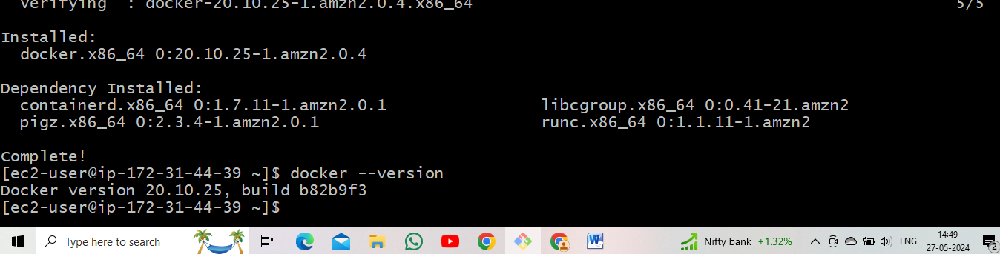 Verifying  : docker-20.10.25-1.amzn2.0.4.x86_64 5/5
Installed:
docker.x86_64 0:20.10.25-1.amzn2.0.4
Dependency Installed:
containerd.x86_64 0:1.7.11-1.amzn2.0.1 libcgroup.x86_64 0:0.41-21.amzn2
pigz.x86_64 0:2.3.4-1.amzn2.0.1 runc.x86_64 0:1.1.11-1.amzn2
Complete!
[ec2-user@ip-172-31-44-39 ~]$ docker --version
Docker version 20.10.25, build b82b9f3
[ec2-user@ip-172-31-44-39 ~]$
Type here to search Nifty bank +1.32% ENG 14:49
27-05-2024 2